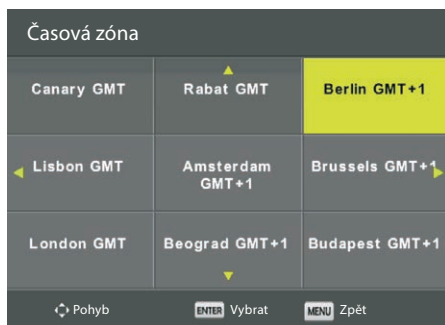 Časová zóna
Canary GMT
Rabat GMT
Berlin GMT+1
Lisbon GMT
Amsterdam
GMT+1
Brussels GMT+1
London GMT
Beograd GMT+1
Budapest GMT+1
Pohyb
ENTER Vybrat
MENU Zpět